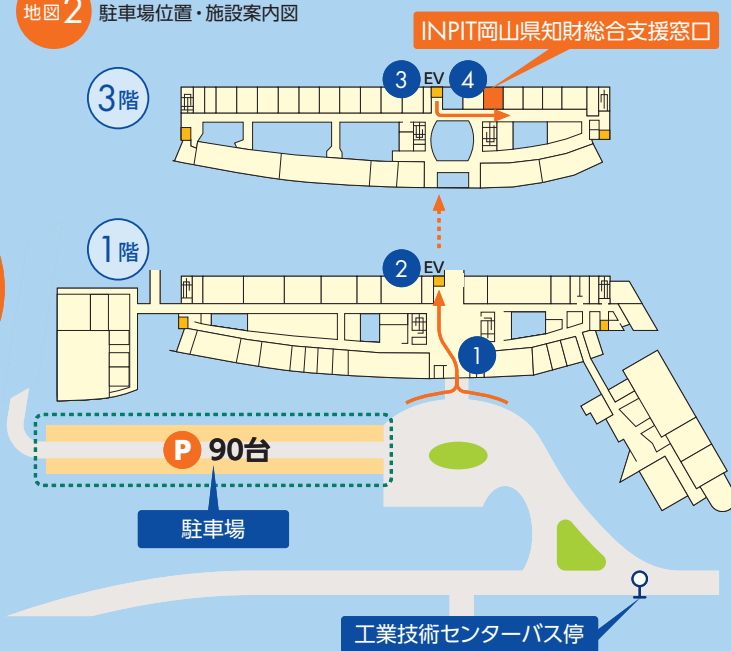 地図2 駐車場位置・施設案内図
INPIT岡山県知財総合支援窓口
3階
3 EV 4
1階
2 EV
1
P 90台
駐車場
工業技術センターバス停